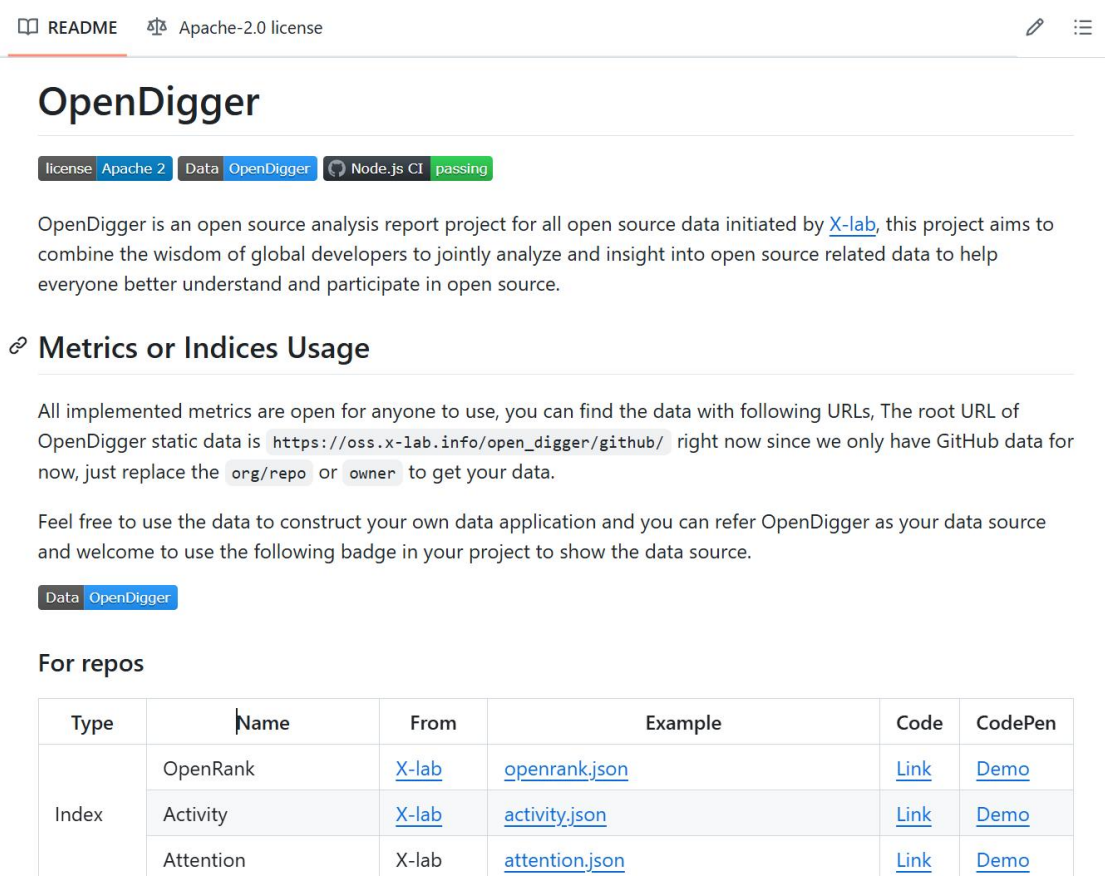 README Apache-2.0 license
OpenDigger
license Apache 2 Data OpenDigger Node.js CI passing
OpenDigger is an open source analysis report project for all open source data initiated by X-lab, this project aims to
combine the wisdom of global developers to jointly analyze and insight into open source related data to help
everyone better understand and participate in open source.
Metrics or Indices Usage
All implemented metrics are open for anyone to use, you can find the data with following URLs, The root URL of
OpenDigger static data is https://oss.x-lab.info/open_digger/github/ right now since we only have GitHub data for
now, just replace the org/repo or owner to get your data.
Feel free to use the data to construct your own data application and you can refer OpenDigger as your data source
and welcome to use the following badge in your project to show the data source.
Data OpenDigger
For repos
Type Name From Example Code CodePen
OpenRank X-lab openrank.json Link Demo
Index Activity X-lab activity.json Link Demo
Attention X-lab attention.json Link Demo